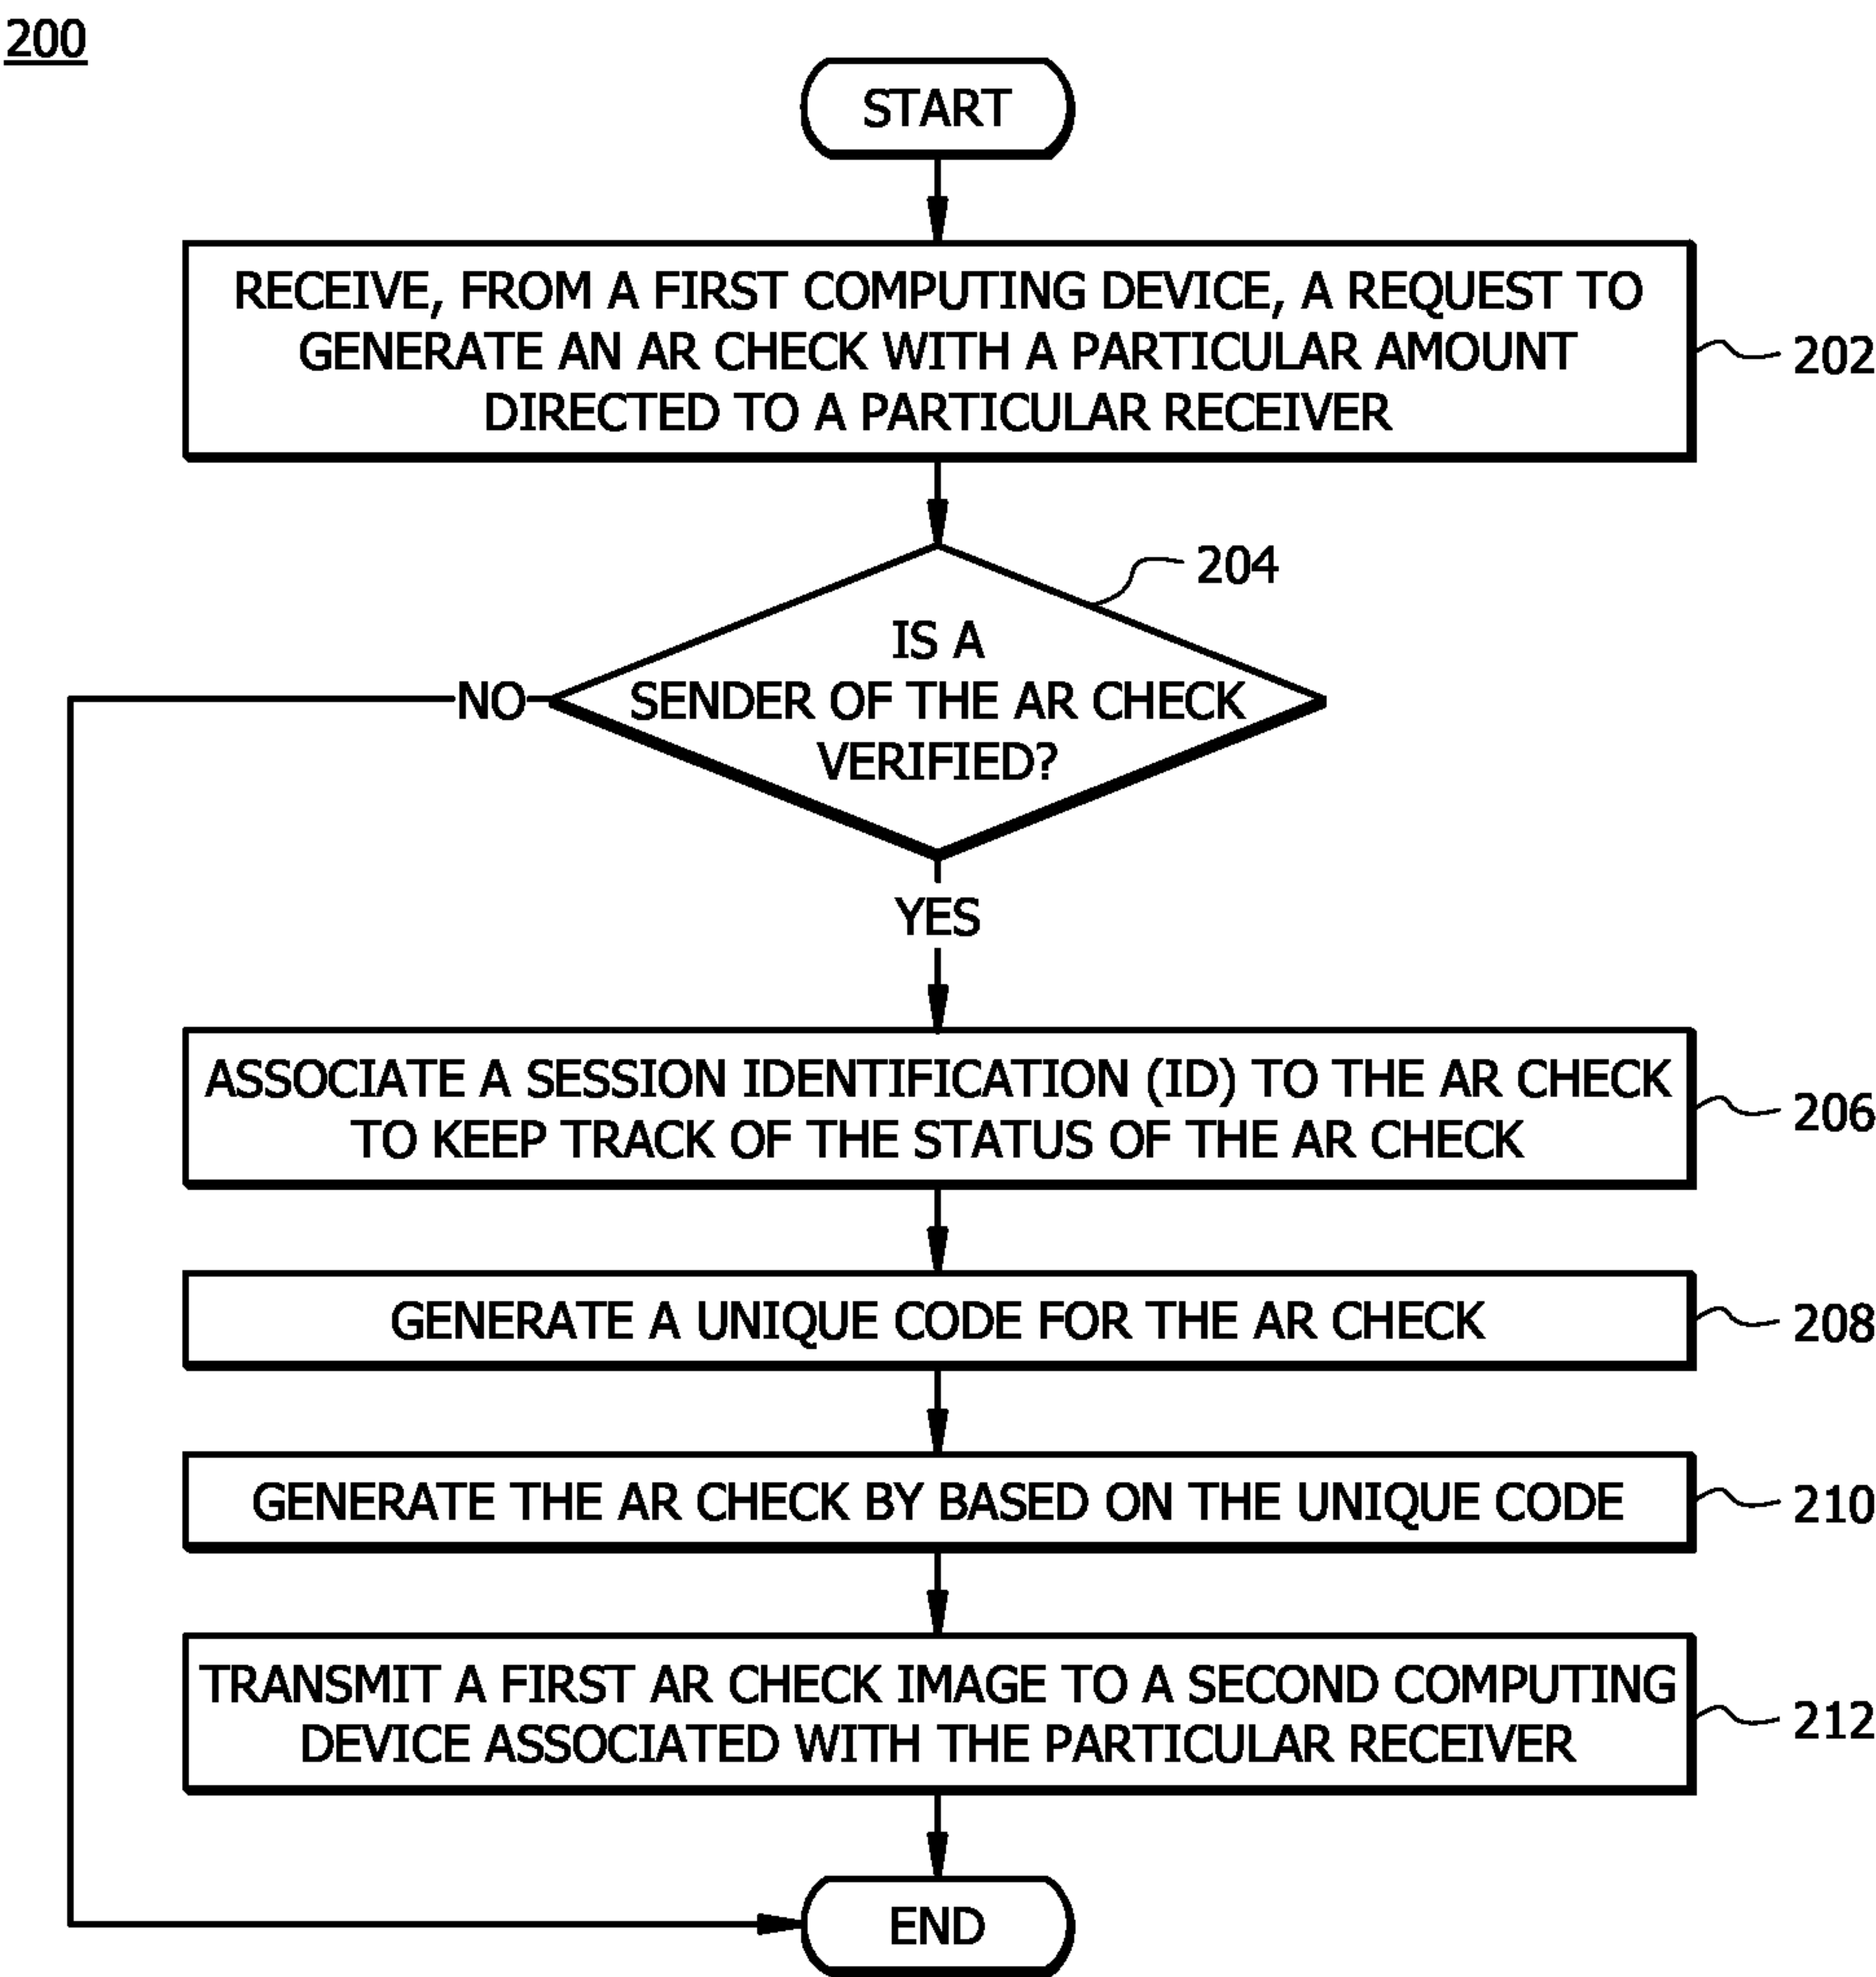 200
START
RECEIVE, FROM A FIRST COMPUTING DEVICE, A REQUEST TO
GENERATE AN AR CHECK WITH A PARTICULAR AMOUNT
DIRECTED TO A PARTICULAR RECEIVER
202
204
IS A
SENDER OF THE AR CHECK
VERIFIED?
NO
YES
ASSOCIATE A SESSION IDENTIFICATION (ID) TO THE AR CHECK
TO KEEP TRACK OF THE STATUS OF THE AR CHECK
206
GENERATE A UNIQUE CODE FOR THE AR CHECK
208
GENERATE THE AR CHECK BY BASED ON THE UNIQUE CODE
210
TRANSMIT A FIRST AR CHECK IMAGE TO A SECOND COMPUTING
DEVICE ASSOCIATED WITH THE PARTICULAR RECEIVER
212
END